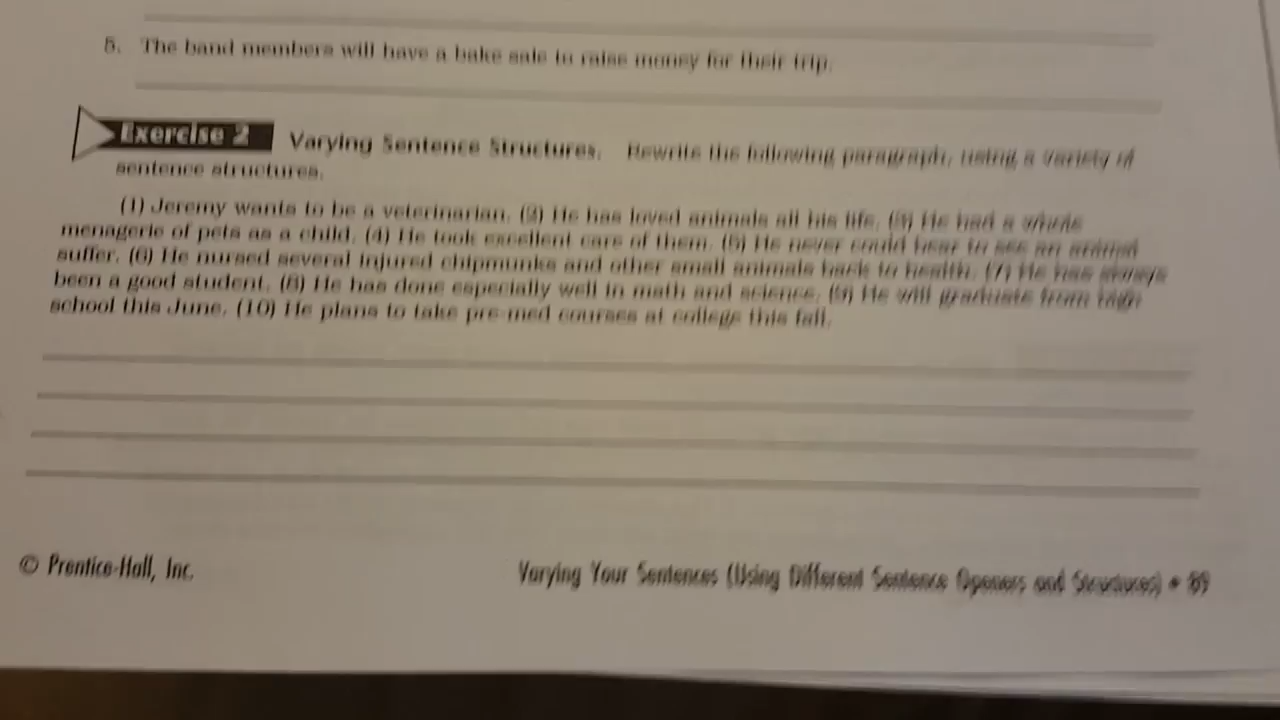 5. The band members will have a bake sale to raise money for their trip.
Exercise 2 Varying Sentence Structures. Rewrite the following paragraph, using a variety of
sentence structures.
(1) Jeremy wants to be a veterinarian. (2) He has loved animals all his life. (3) He had a whole
menagerie of pets as a child. (4) He took excellent care of them. (5) He never could bear to see an animal
suffer. (6) He nursed several injured chipmunks and other small animals back to health. (7) He has always
been a good student. (8) He has done especially well in math and science. (9) He will graduate from high
school this June. (10) He plans to take pre-med courses at college this fall.
© Prentice-Hall, Inc.
Varying Your Sentences (Using Different Sentence Openers and Structures) •